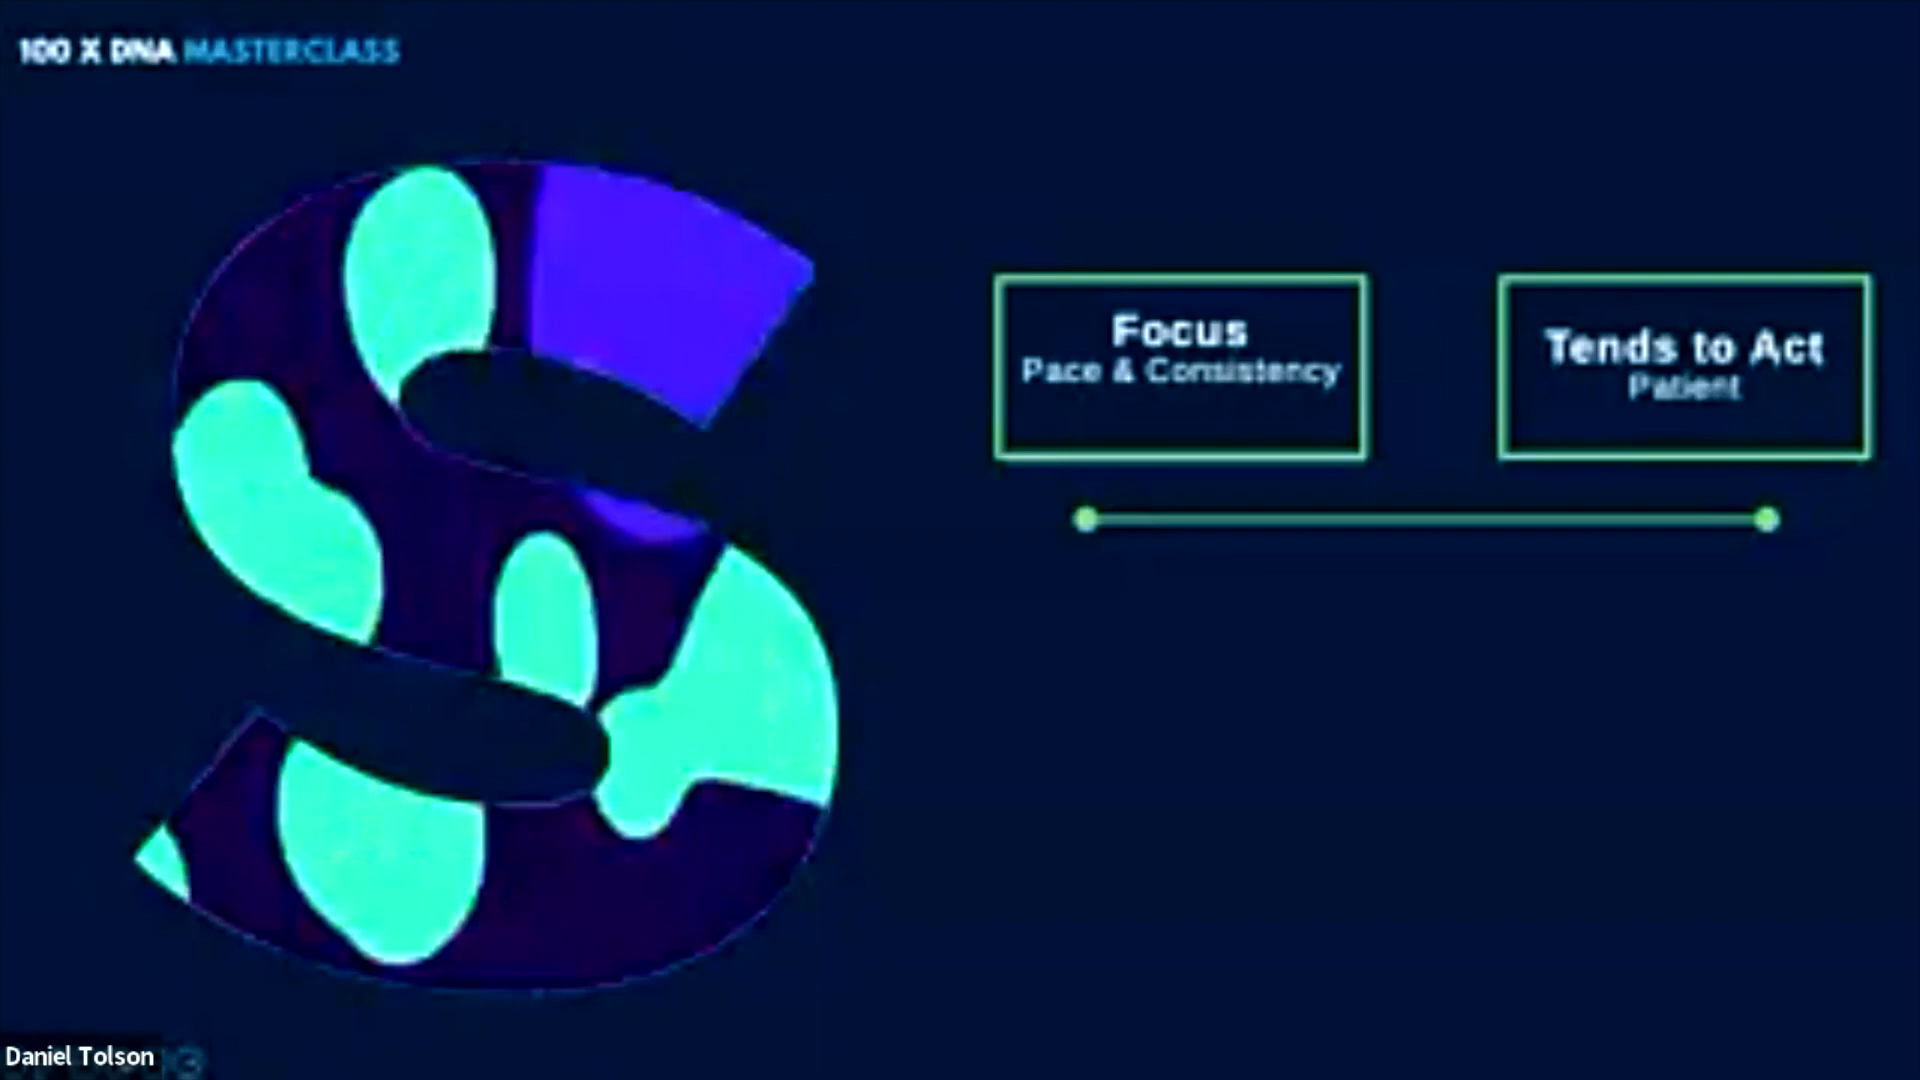 100 X DNA MASTERCLASS
S
Focus
Pace & Consistency
Tends to Act
Patient
Daniel Tolson